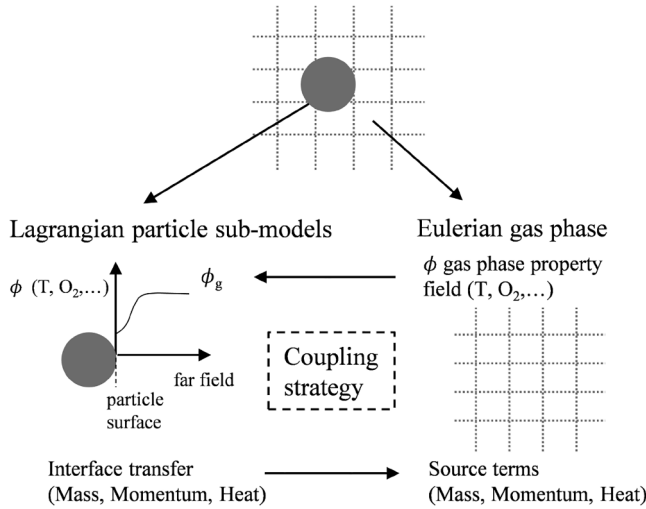 Lagrangian particle sub-models
Eulerian gas phase
ϕ (T, O₂,...)
ϕg
far field
particle
surface
ϕ gas phase property
field (T, O₂,...)
Coupling
strategy
Interface transfer
(Mass, Momentum, Heat)
Source terms
(Mass, Momentum, Heat)